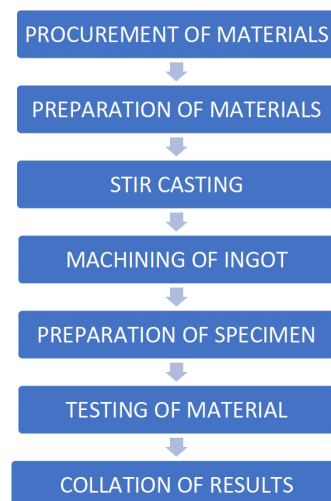 PROCUREMENT OF MATERIALS
PREPARATION OF MATERIALS
STIR CASTING
MACHINING OF INGOT
PREPARATION OF SPECIMEN
TESTING OF MATERIAL
COLLATION OF RESULTS